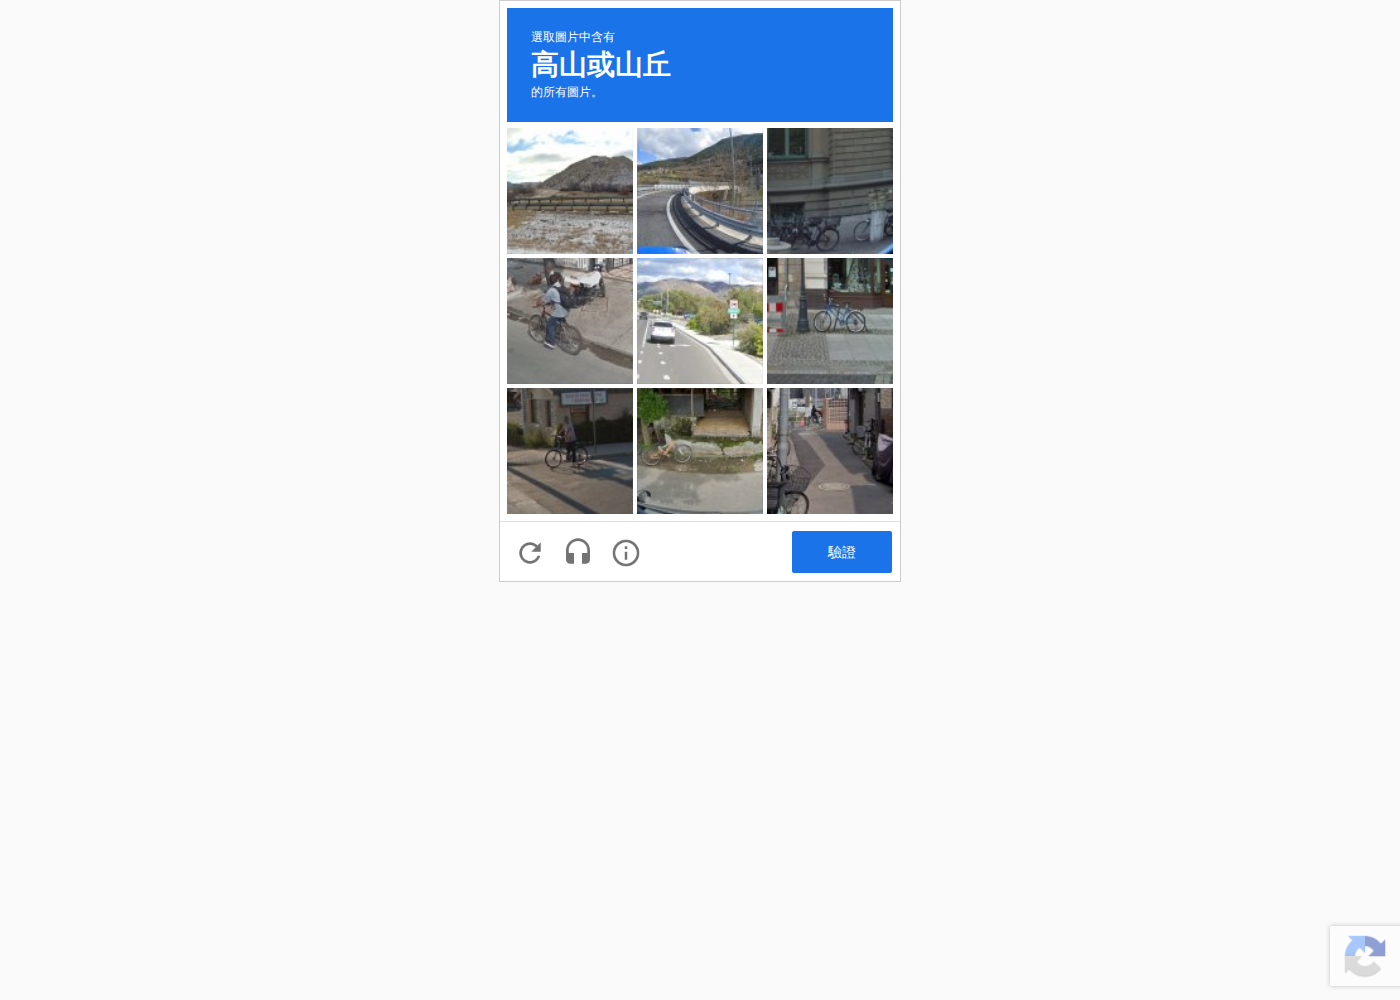 選取圖片中含有
高山或山丘
的所有圖片。
驗證